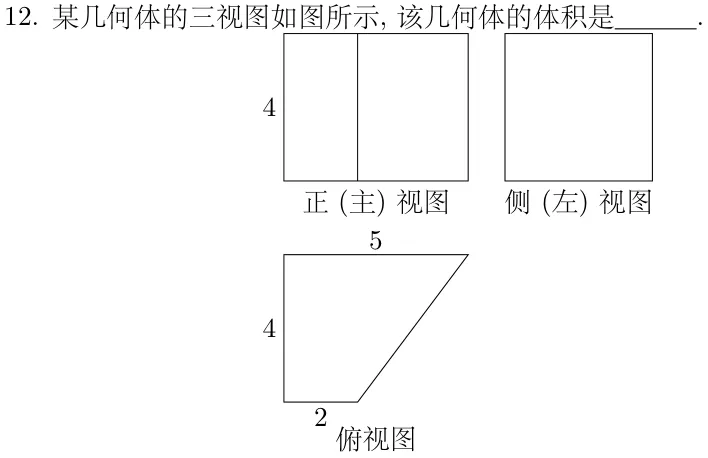 12. 某几何体的三视图如图所示, 该几何体的体积是______.
4
正 (主) 视图 侧 (左) 视图
5
4
2
俯视图